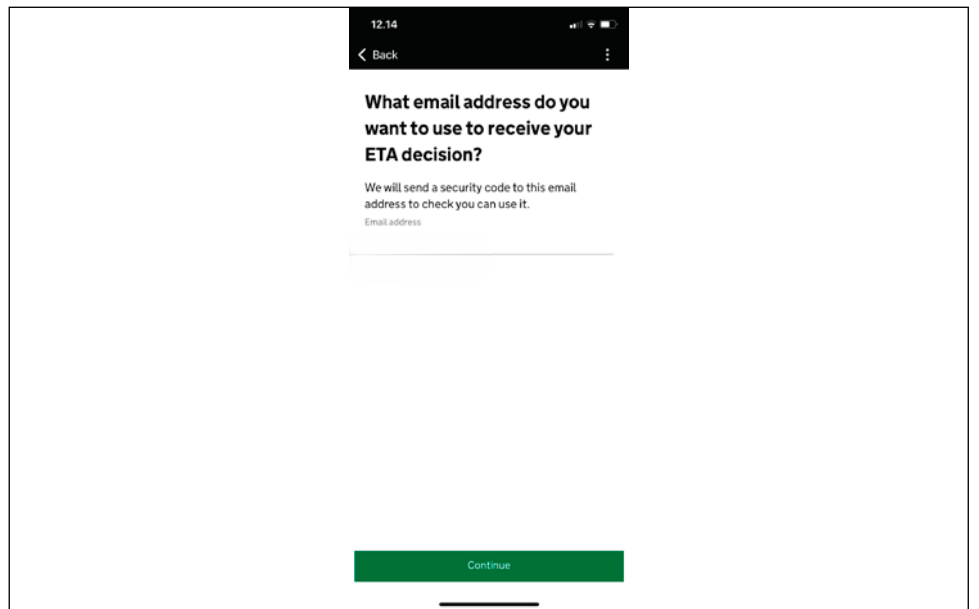 12.14
Back
What email address do you
want to use to receive your
ETA decision?
We will send a security code to this email
address to check you can use it.
Email address
Continue